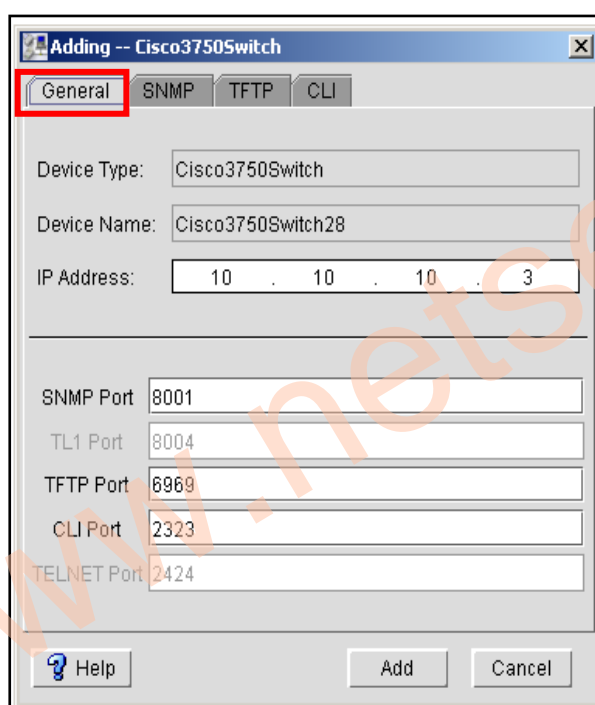 Adding -- Cisco3750Switch
General SNMP TFTP CLI
Device Type: Cisco3750Switch
Device Name: Cisco3750Switch28
IP Address: 10 . 10 . 10 . 3
SNMP Port 8001
TL1 Port 8004
TFTP Port 6969
CLI Port 2323
TELNET Port 2424
Help Add Cancel